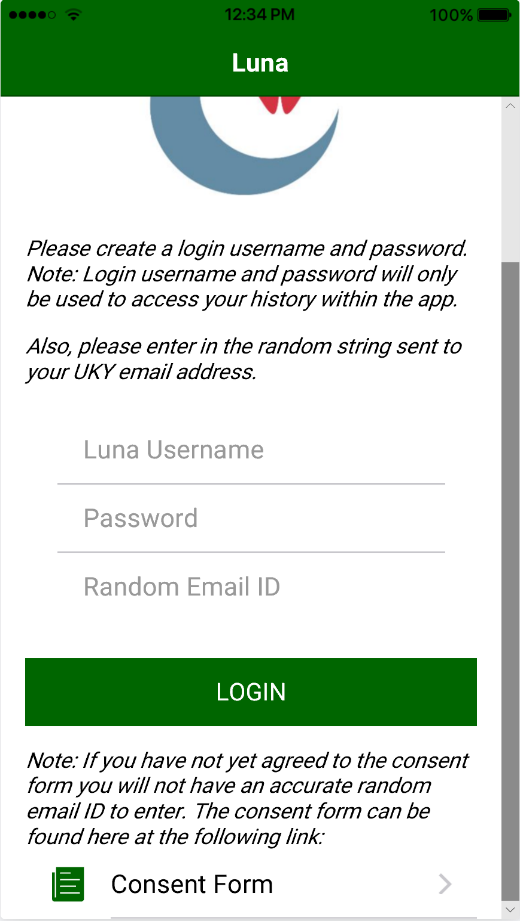 12:34 PM 100%
Luna
Please create a login username and password.
Note: Login username and password will only
be used to access your history within the app.
Also, please enter in the random string sent to
your UKY email address.
Luna Username
Password
Random Email ID
LOGIN
Note: If you have not yet agreed to the consent
form you will not have an accurate random
email ID to enter. The consent form can be
found here at the following link:
Consent Form